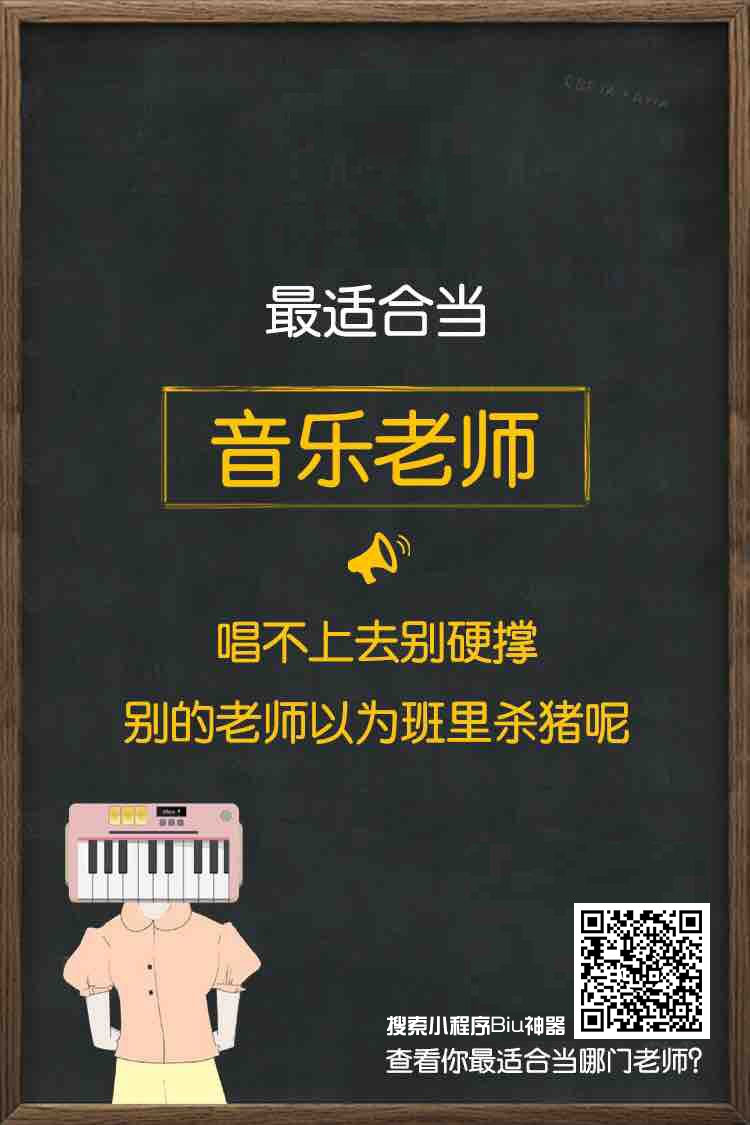 最适合当
音乐老师
唱不上去别硬撑
别的老师以为班里杀猪呢
搜索小程序Biu神器
查看你最适合当哪门老师?